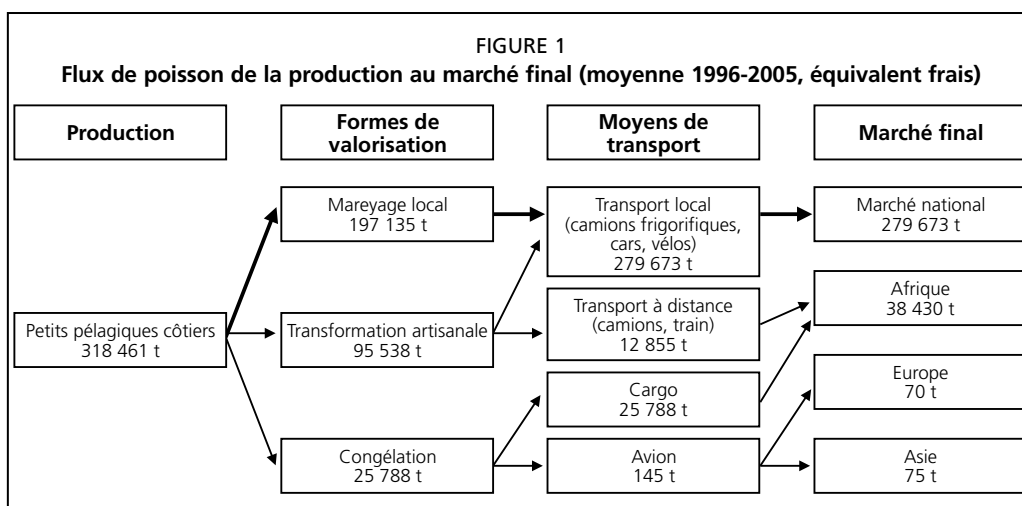 FIGURE 1
Flux de poisson de la production au marché final (moyenne 1996-2005, équivalent frais)
Production
Formes de
valorisation
Moyens de
transport
Marché final
Petits pélagiques côtiers
318 461 t
Mareyage local
197 135 t
Transformation artisanale
95 538 t
Congélation
25 788 t
Transport local
(camions frigorifiques,
cars, vélos)
279 673 t
Transport à distance
(camions, train)
12 855 t
Cargo
25 788 t
Avion
145 t
Marché national
279 673 t
Afrique
38 430 t
Europe
70 t
Asie
75 t